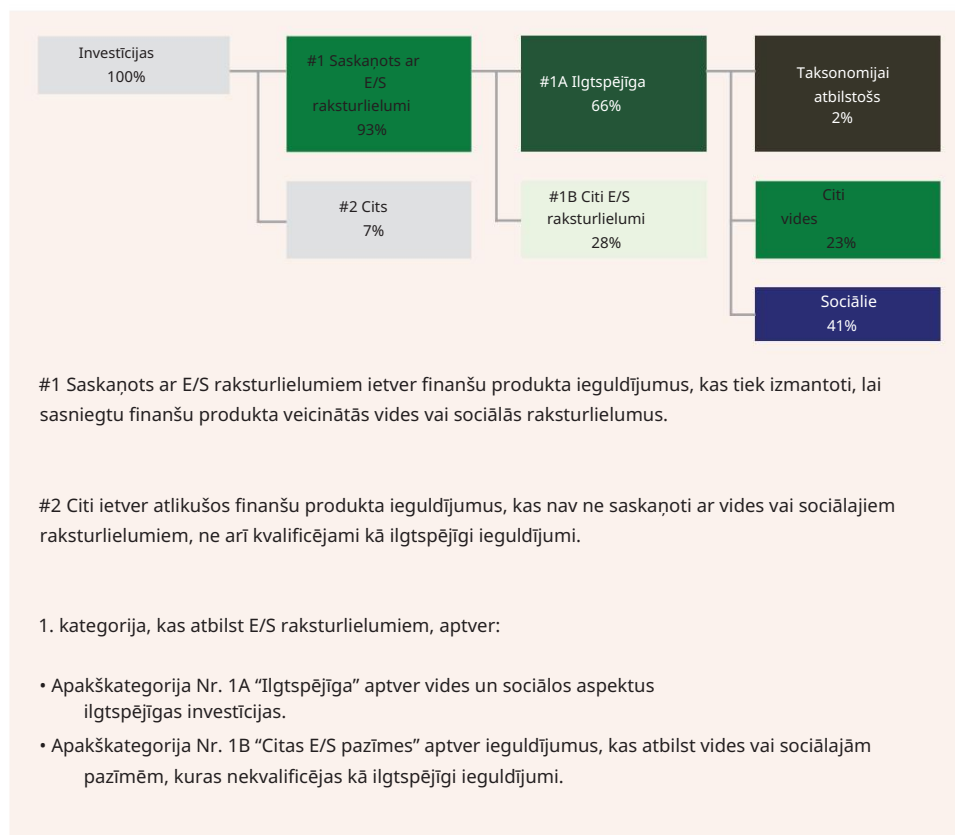 Investīcijas
100%
#1 Saskaņots ar
E/S
raksturlielumi
93%
#1A Ilgtspējīga
66%
Taksonomijai
atbilstošs
2%
#2 Cits
7%
#1B Citi E/S
raksturlielumi
28%
Citi
vides
23%
Sociālie
41%
#1 Saskaņots ar E/S raksturlielumiem ietver finanšu produkta ieguldījumus, kas tiek izmantoti, lai
sasniegtu finanšu produkta veicinātās vides vai sociālās raksturlielumus.
#2 Citi ietver atlikušos finanšu produkta ieguldījumus, kas nav ne saskaņoti ar vides vai sociālajiem
raksturlielumiem, ne arī kvalificējami kā ilgtspējīgi ieguldījumi.
1. kategorija, kas atbilst E/S raksturlielumiem, aptver:
• Apakškategorija Nr. 1A “Ilgtspējīga” aptver vides un sociālos aspektus
ilgtspējīgas investīcijas.
• Apakškategorija Nr. 1B “Citas E/S pazīmes” aptver ieguldījumus, kas atbilst vides vai sociālajām
pazīmēm, kuras nekvalificējas kā ilgtspējīgi ieguldījumi.